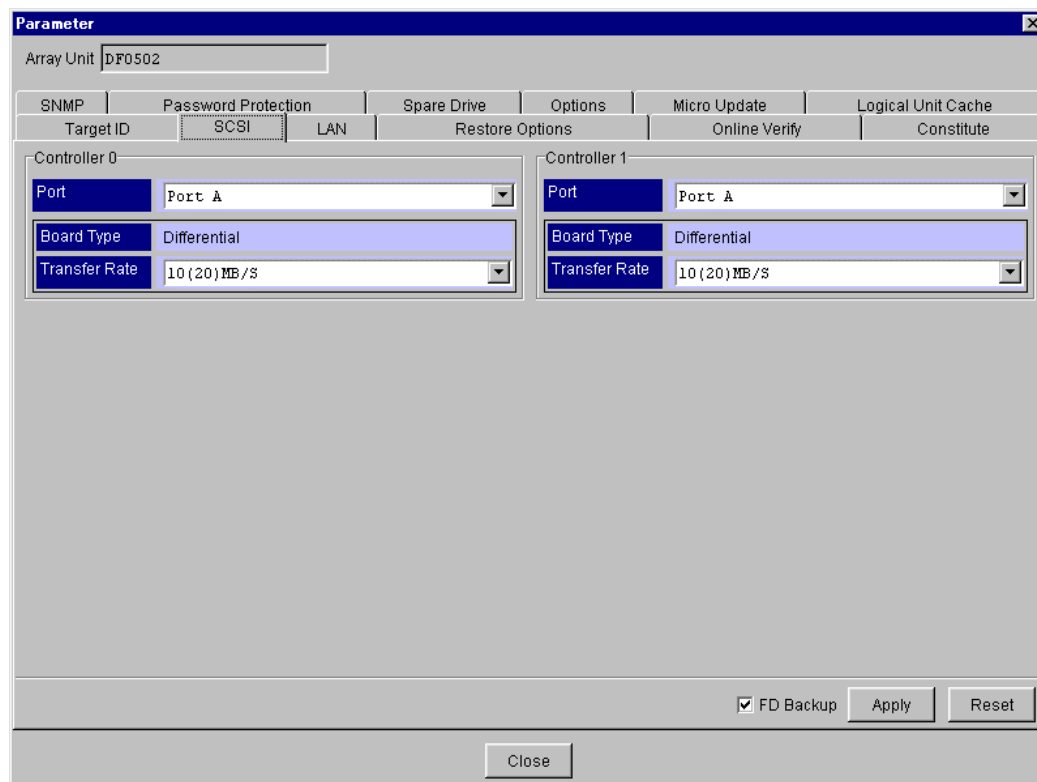 Parameter
Array Unit DF0502
SNMP Password Protection Spare Drive Options Micro Update Logical Unit Cache
Target ID SCSI LAN Restore Options Online Verify Constitute
Controller 0
Port Port A
Board Type Differential
Transfer Rate 10(20)MB/S
Controller 1
Port Port A
Board Type Differential
Transfer Rate 10(20)MB/S
FD Backup Apply Reset
Close